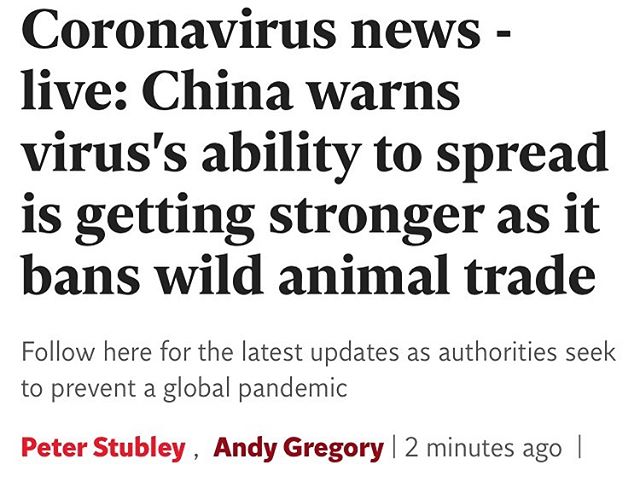 Coronavirus news -
live: China warns
virus's ability to spread
is getting stronger as it
bans wild animal trade
Follow here for the latest updates as authorities seek
to prevent a global pandemic
Peter Stubley , Andy Gregory | 2 minutes ago |